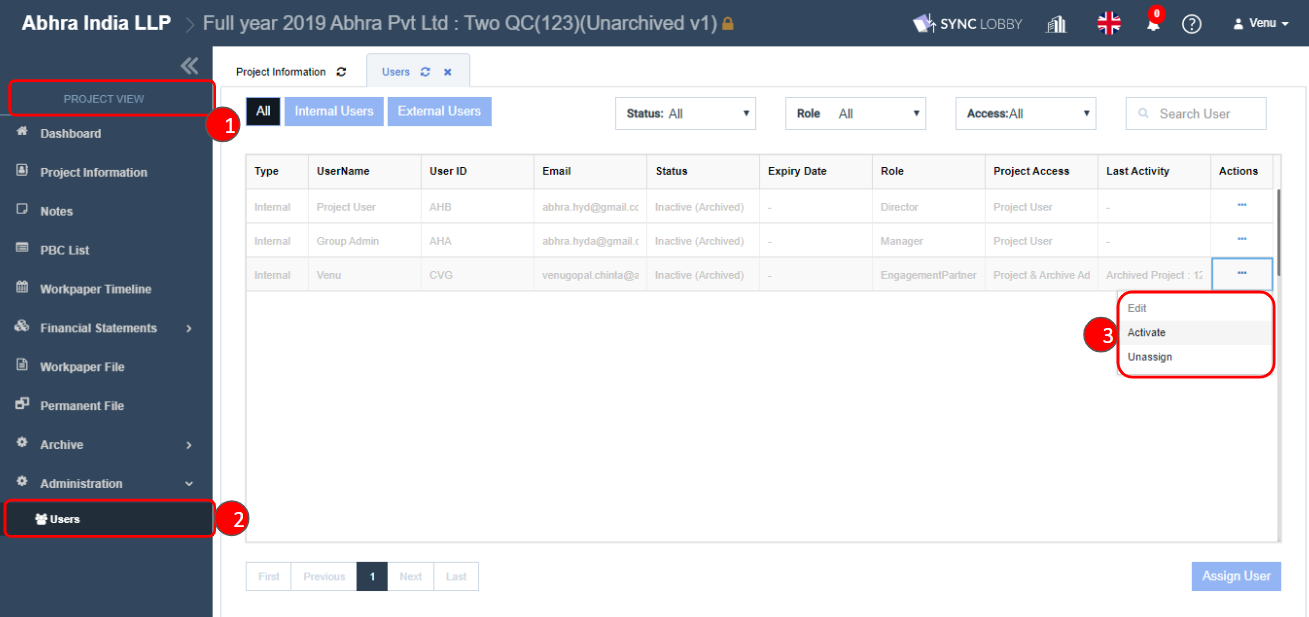 Abhra India LLP > Full year 2019 Abhra Pvt Ltd : Two QC(123)(Unarchived v1) SYNC LOBBY 0 Venu
PROJECT VIEW
1
Dashboard
Project Information
Notes
PBC List
Workpaper Timeline
Financial Statements
Workpaper File
Permanent File
Archive
Administration
Users
2
Project Information Users
All Internal Users External Users Status: All Role All Access:All Search User
Type UserName User ID Email Status Expiry Date Role Project Access Last Activity Actions
Internal Project User AHB abhra.hyd@gmail.cc Inactive (Archived) - Director Project User - ...
Internal Group Admin AHA abhra.hyda@gmail.c Inactive (Archived) - Manager Project User - ...
Internal Venu CVG venugopal.chinta@a Inactive (Archived) - EngagementPartner Project & Archive Ad Archived Project : 12 ...
Edit
3 Activate
Unassign
First Previous 1 Next Last Assign User